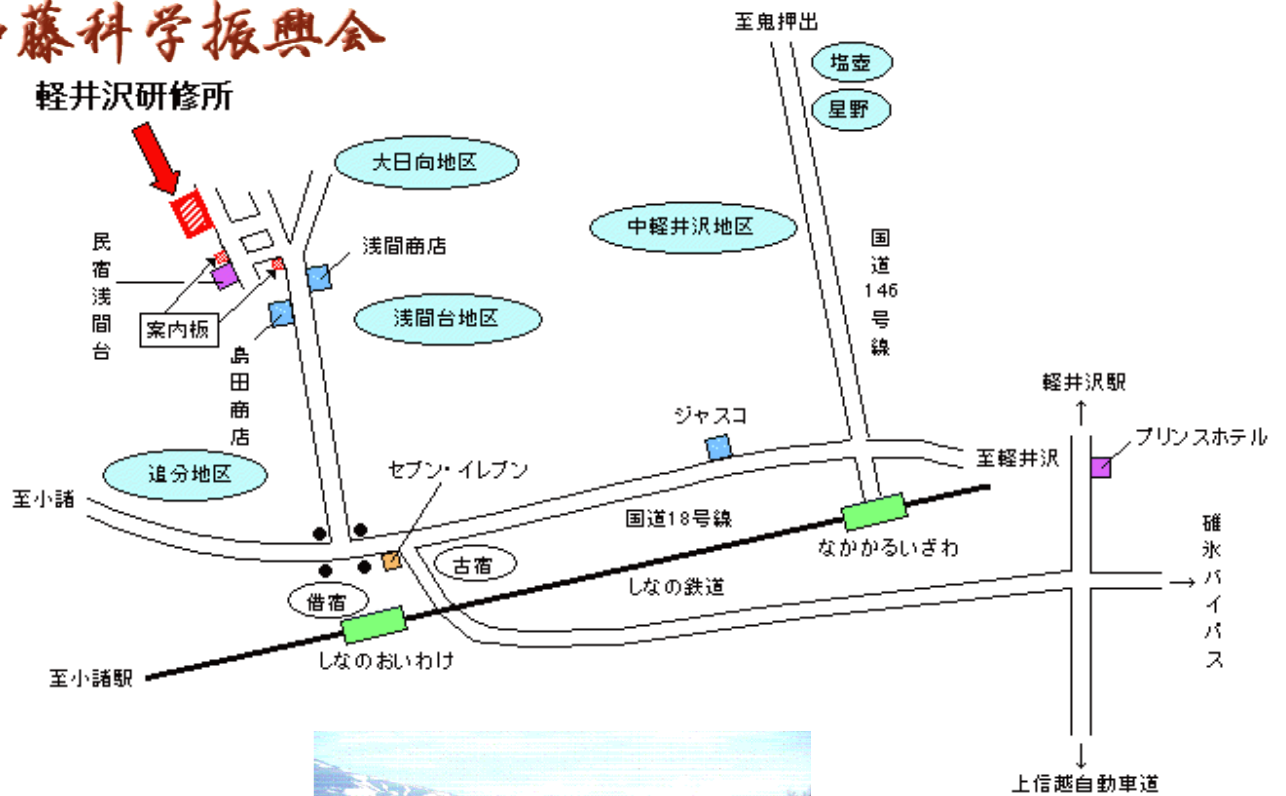 藤科学振興会
軽井沢研修所
至鬼押出
塩壺
星野
大日向地区
中軽井沢地区
国道146号線
浅間商店
民宿浅間台
案内板
浅間台地区
島田商店
軽井沢駅
↑
プリンスホテル
ジャスコ
追分地区
セブン・イレブン
至軽井沢
至小諸
国道18号線
なかかるいざわ
碓氷バイパス
→
古宿
しなの鉄道
借宿
しなのおいわけ
至小諸駅
↓
上信越自動車道